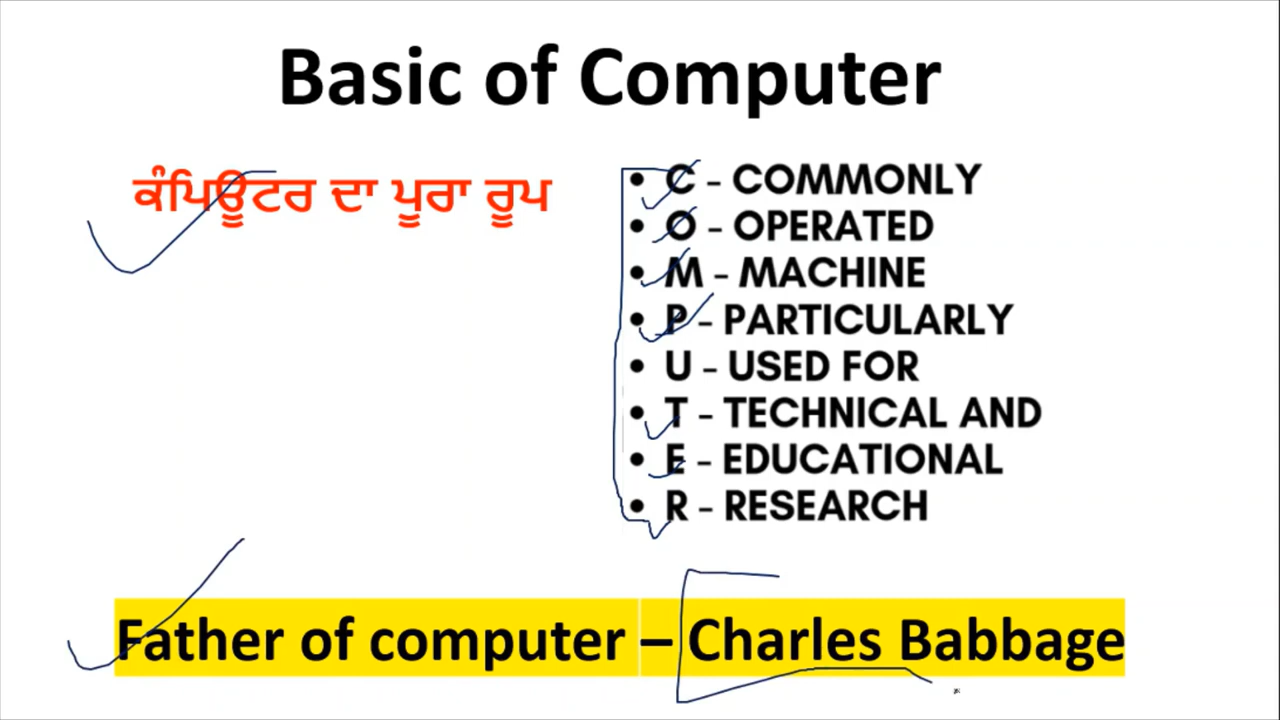 Basic of Computer
ਕੰਪਿਊਟਰ ਦਾ ਪੂਰਾ ਰੂਪ
• C - COMMONLY
• O - OPERATED
• M - MACHINE
• P - PARTICULARLY
• U - USED FOR
• T - TECHNICAL AND
• E - EDUCATIONAL
• R - RESEARCH
Father of computer – Charles Babbage